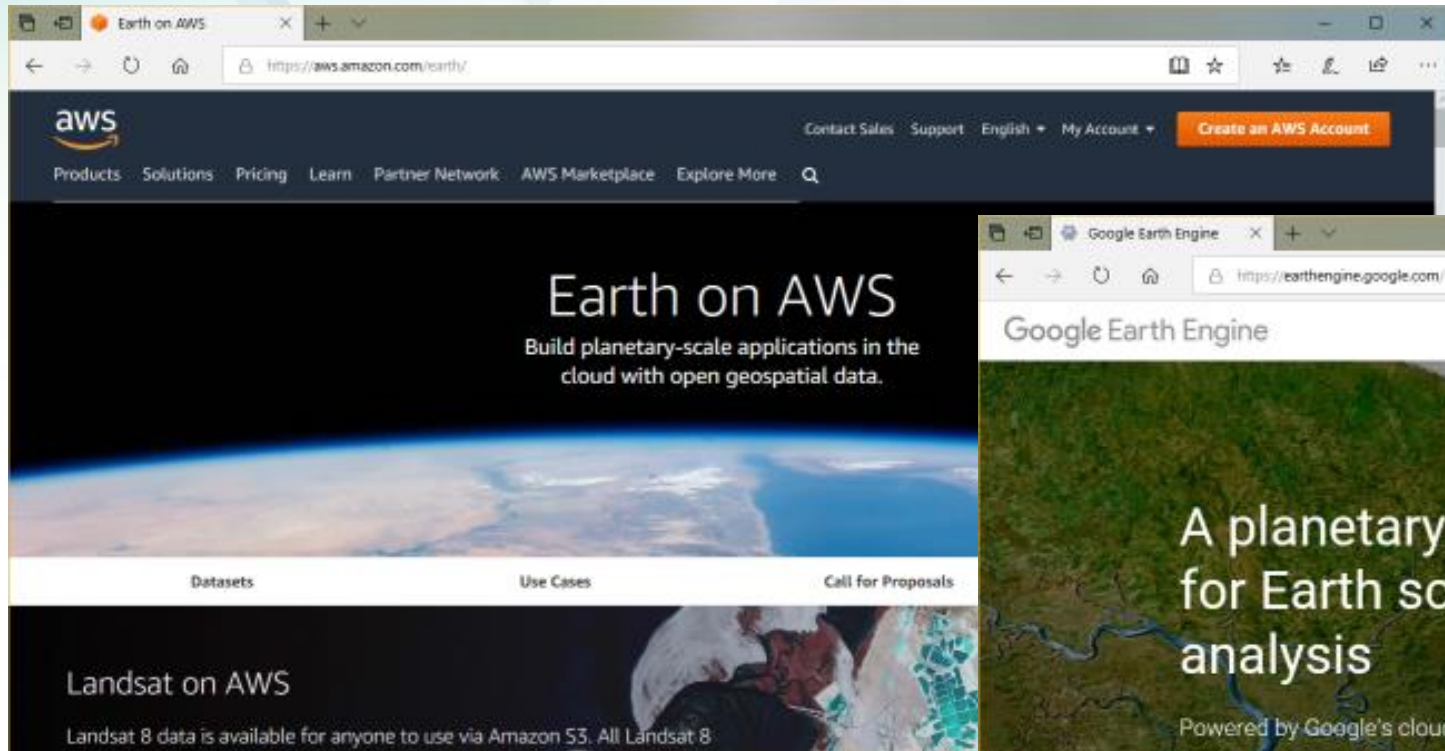 Earth on AWS
https://aws.amazon.com/earth/
aws
Contact Sales Support English My Account Create an AWS Account
Products Solutions Pricing Learn Partner Network AWS Marketplace Explore More
Earth on AWS
Build planetary-scale applications in the
cloud with open geospatial data.
Datasets Use Cases Call for Proposals
Landsat on AWS
Landsat 8 data is available for anyone to use via Amazon S3. All Landsat 8
Google Earth Engine
https://earthengine.google.com/
Google Earth Engine
A planetary
for Earth sc
analysis
Powered by Google's cloud